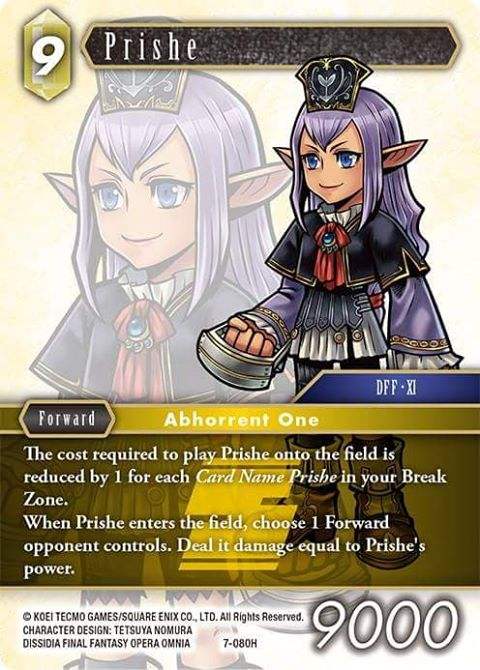 9
Prishe
DFF · XI
Forward
Abhorrent One
The cost required to play Prishe onto the field is
reduced by 1 for each Card Name Prishe in your Break
Zone.
When Prishe enters the field, choose 1 Forward
opponent controls. Deal it damage equal to Prishe's
power.
© KOEI TECMO GAMES/SQUARE ENIX CO., LTD. All Rights Reserved.
CHARACTER DESIGN: TETSUYA NOMURA
DISSIDIA FINAL FANTASY OPERA OMNIA
7-080H
9000